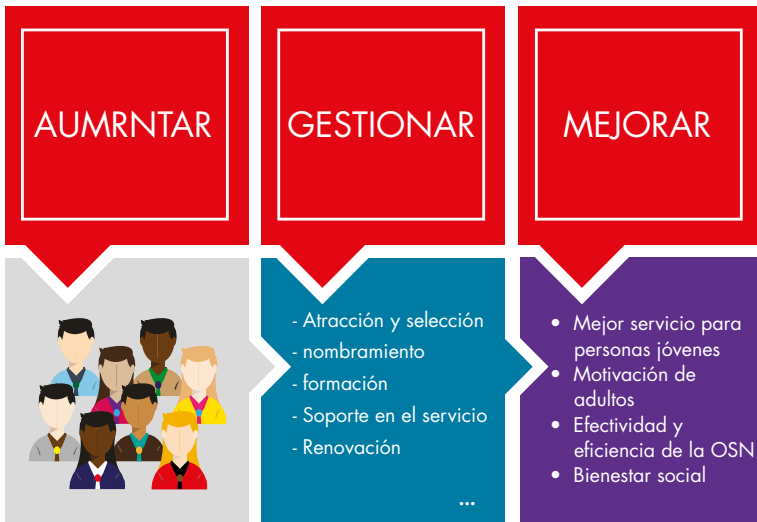 AUMRNTAR
GESTIONAR
MEJORAR
- Atracción y selección
- nombramiento
- formación
- Soporte en el servicio
- Renovación
...
• Mejor servicio para
personas jóvenes
• Motivación de
adultos
• Efectividad y
eficiencia de la OSN
• Bienestar social